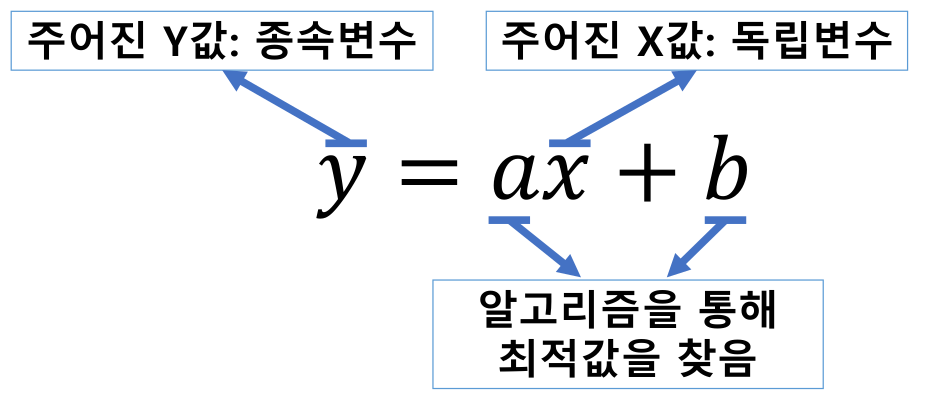 주어진 Y값: 종속변수
주어진 X값: 독립변수
y = ax + b
알고리즘을 통해
최적값을 찾음